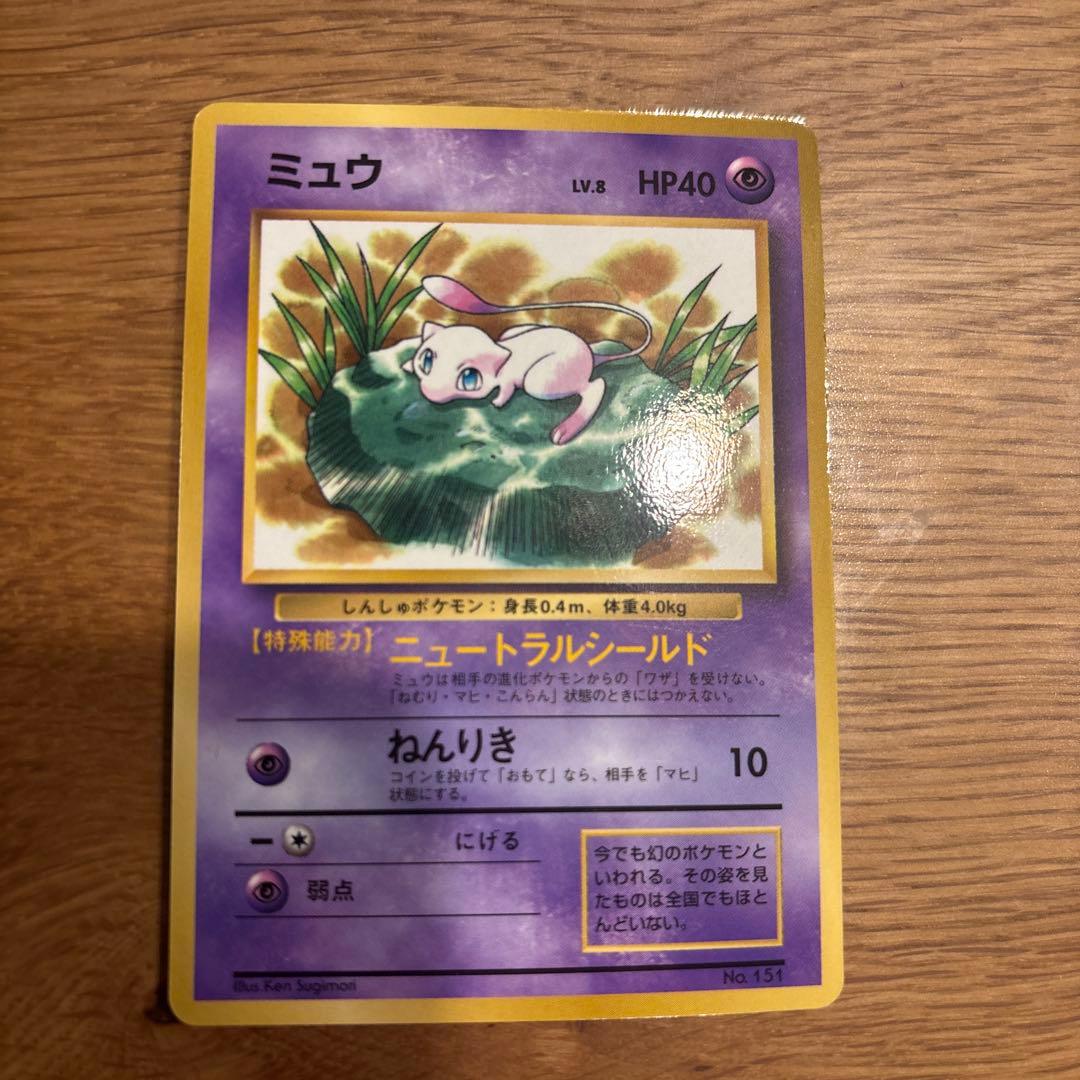 ミュウ LV.8 HP40
しんしゅポケモン：身長0.4m、体重4.0kg
【特殊能力】ニュートラルシールド
ミュウは相手の進化ポケモンからの「ワザ」を受けない。
「ねむり・マヒ・こんらん」状態のときにはつかえない。
ねんりき 10
コインを投げて「おもて」なら、相手を「マヒ」
状態にする。
ー にげる
弱点
今でも幻のポケモンと
いわれる。その姿を見
たものは全国でもほと
んどいない。
Illus.Ken Sugimori No.151